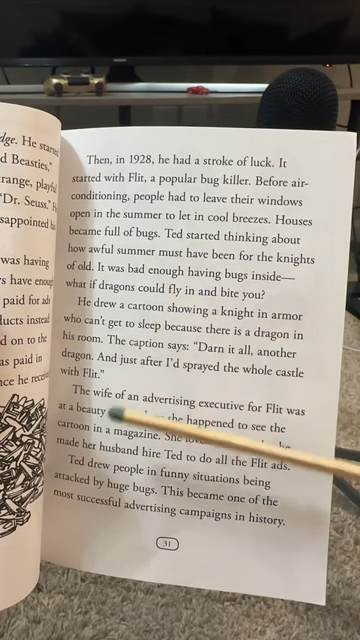 dge. He started
d Beasties,"
range, playful
"Dr. Seuss."
sappointed
was having
s have enough
paid for ads
ducts instead
d on to the
as paid in
nce he received
Then, in 1928, he had a stroke of luck. It
started with Flit, a popular bug killer. Before air-
conditioning, people had to leave their windows
open in the summer to let in cool breezes. Houses
became full of bugs. Ted started thinking about
how awful summer must have been for the knights
of old. It was bad enough having bugs inside—
what if dragons could fly in and bite you?
He drew a cartoon showing a knight in armor
who can't get to sleep because there is a dragon in
his room. The caption says: "Darn it all, another
dragon. And just after I'd sprayed the whole castle
with Flit."
The wife of an advertising executive for Flit was
at a beauty she happened to see the
cartoon in a magazine. She
made her husband hire Ted to do all the Flit ads.
Ted drew people in funny situations being
attacked by huge bugs. This became one of the
most successful advertising campaigns in history.
31